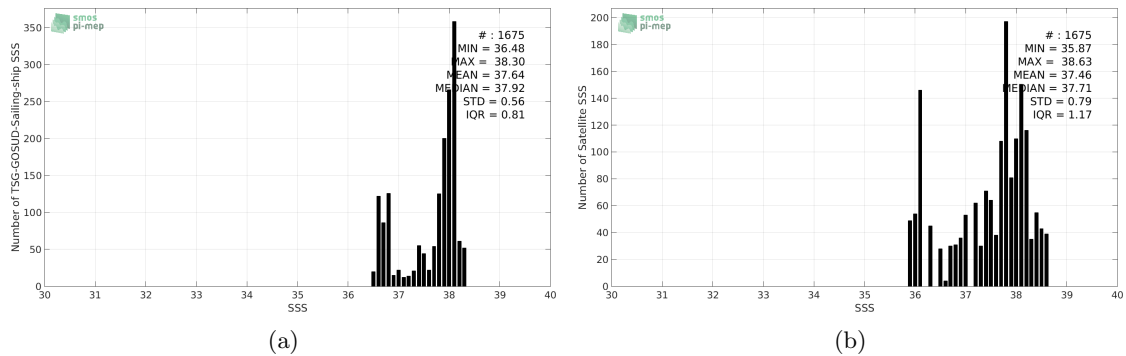 smos
pi-mep
# : 1675
MIN = 36.48
MAX = 38.30
MEAN = 37.64
MEDIAN = 37.92
STD = 0.56
IQR = 0.81
Number of TSG-GOSUD-Sailing-ship SSS
350
300
250
200
150
100
50
0
30 31 32 33 34 35 36 37 38 39 40
SSS
(a)
smos
pi-mep
# : 1675
MIN = 35.87
MAX = 38.63
MEAN = 37.46
MEDIAN = 37.71
STD = 0.79
IQR = 1.17
Number of Satellite SSS
200
180
160
140
120
100
80
60
40
20
0
30 31 32 33 34 35 36 37 38 39 40
SSS
(b)